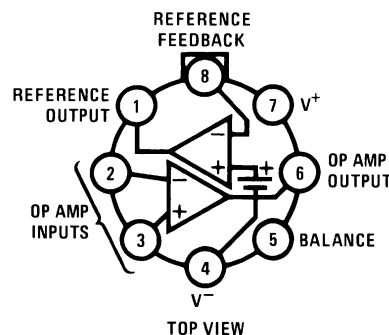 REFERENCE
FEEDBACK
8
REFERENCE
OUTPUT
1
7
V+
−
+
+
2
−
+
6
OP AMP
OUTPUT
OP AMP
INPUTS
3
4
5
BALANCE
V−
TOP VIEW